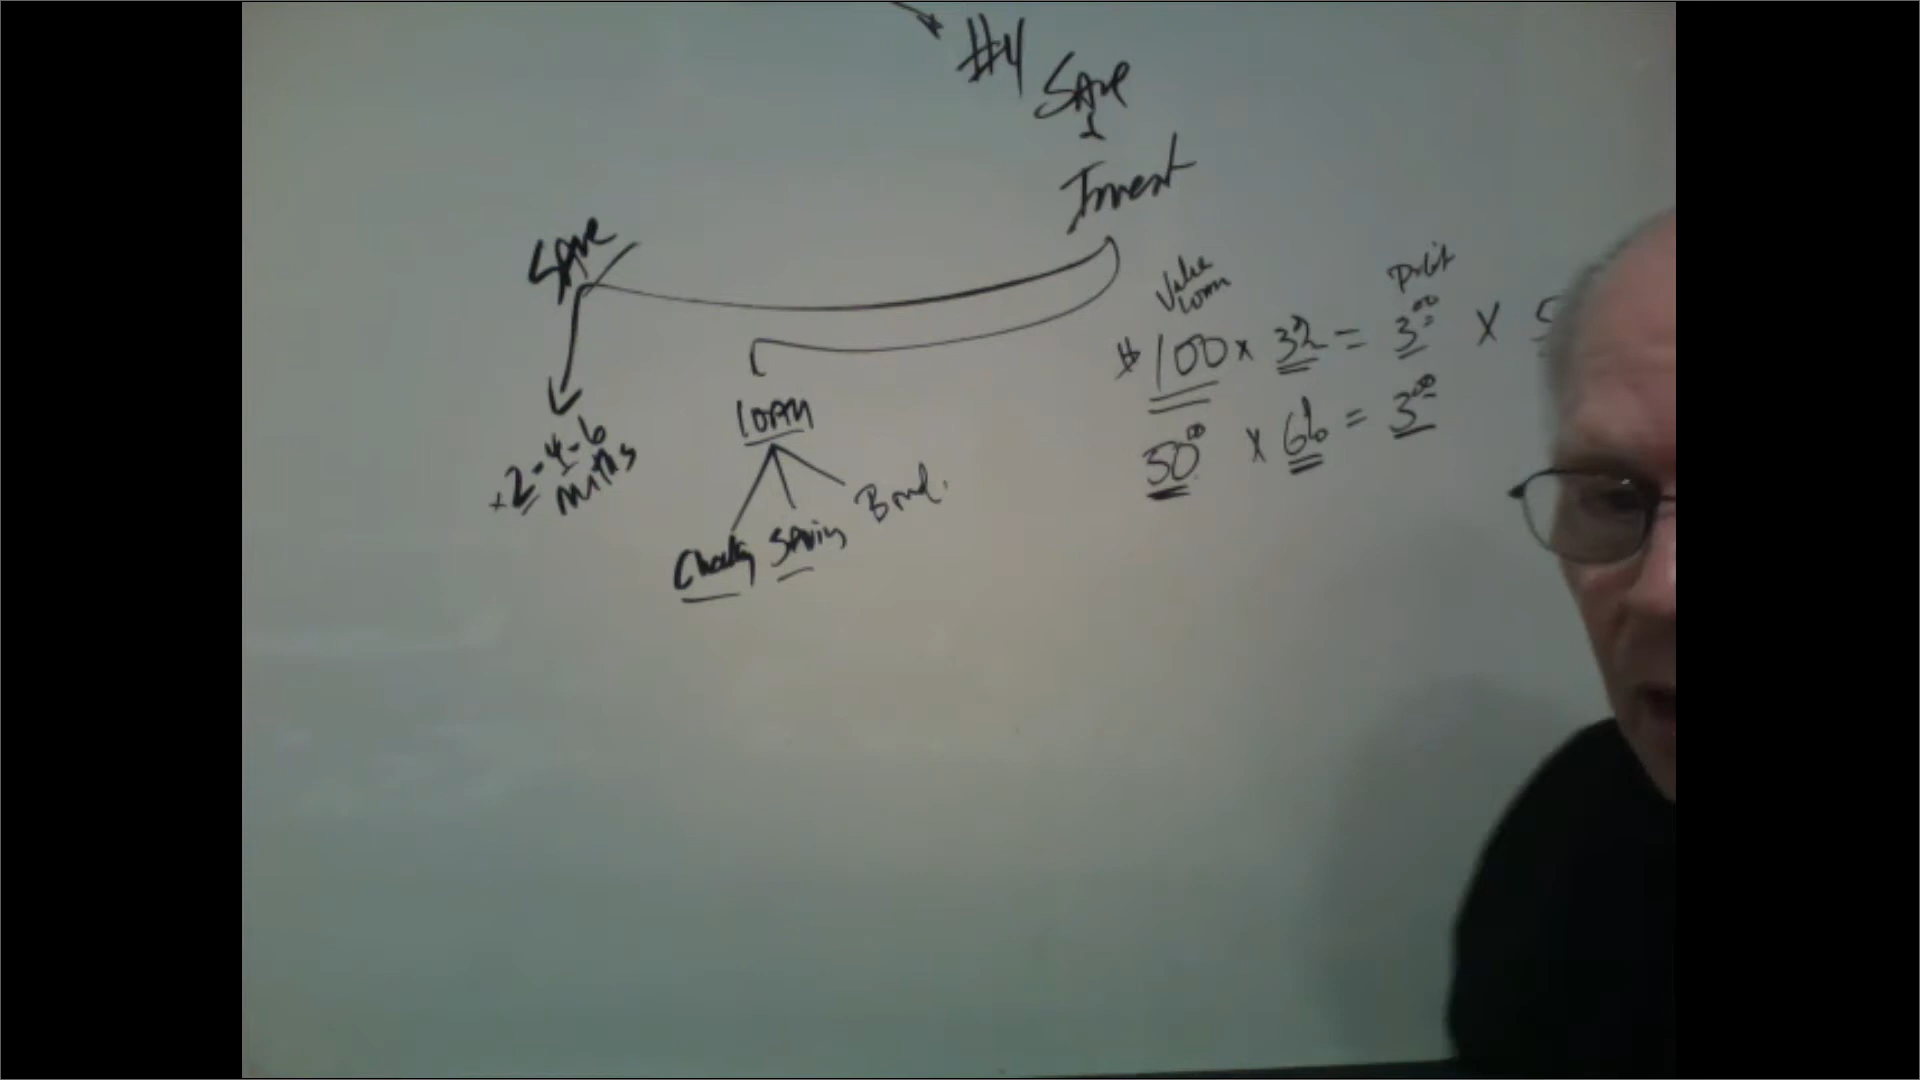 #4
SAve
&
Invest
SAve
2-4-6
mnths
Loan
Checking Saving Bond.
Value
Loan
Profit
$100 x 3% = 3.00 x 5
50.00 x 6% = 3.00